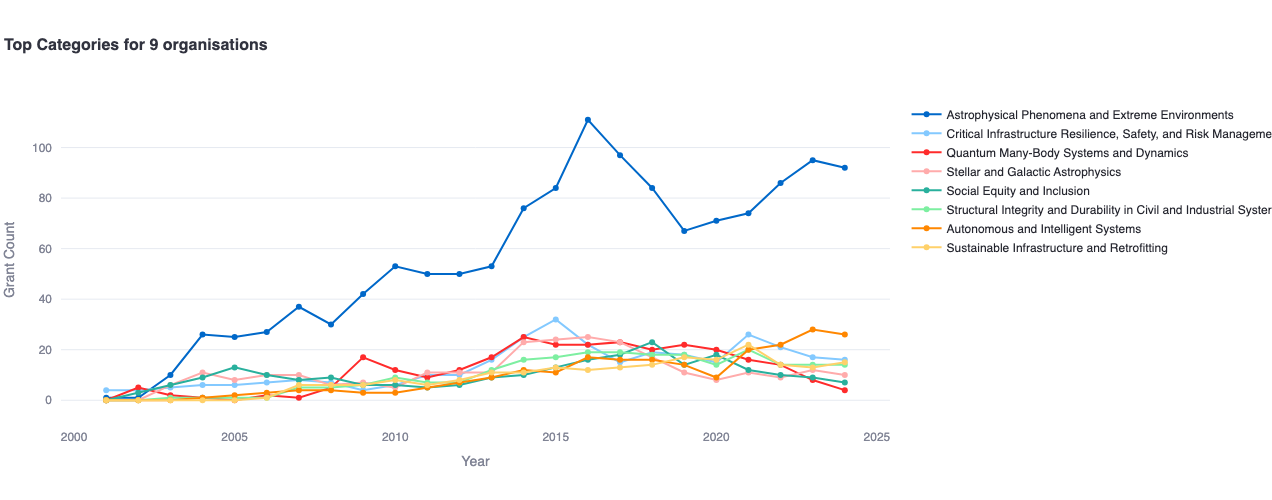 Top Categories for 9 organisations
Astrophysical Phenomena and Extreme Environments
Critical Infrastructure Resilience, Safety, and Risk Manageme
Quantum Many-Body Systems and Dynamics
Stellar and Galactic Astrophysics
Social Equity and Inclusion
Structural Integrity and Durability in Civil and Industrial System
Autonomous and Intelligent Systems
Sustainable Infrastructure and Retrofitting
Grant Count
100
80
60
40
20
0
2000 2005 2010 2015 2020 2025
Year